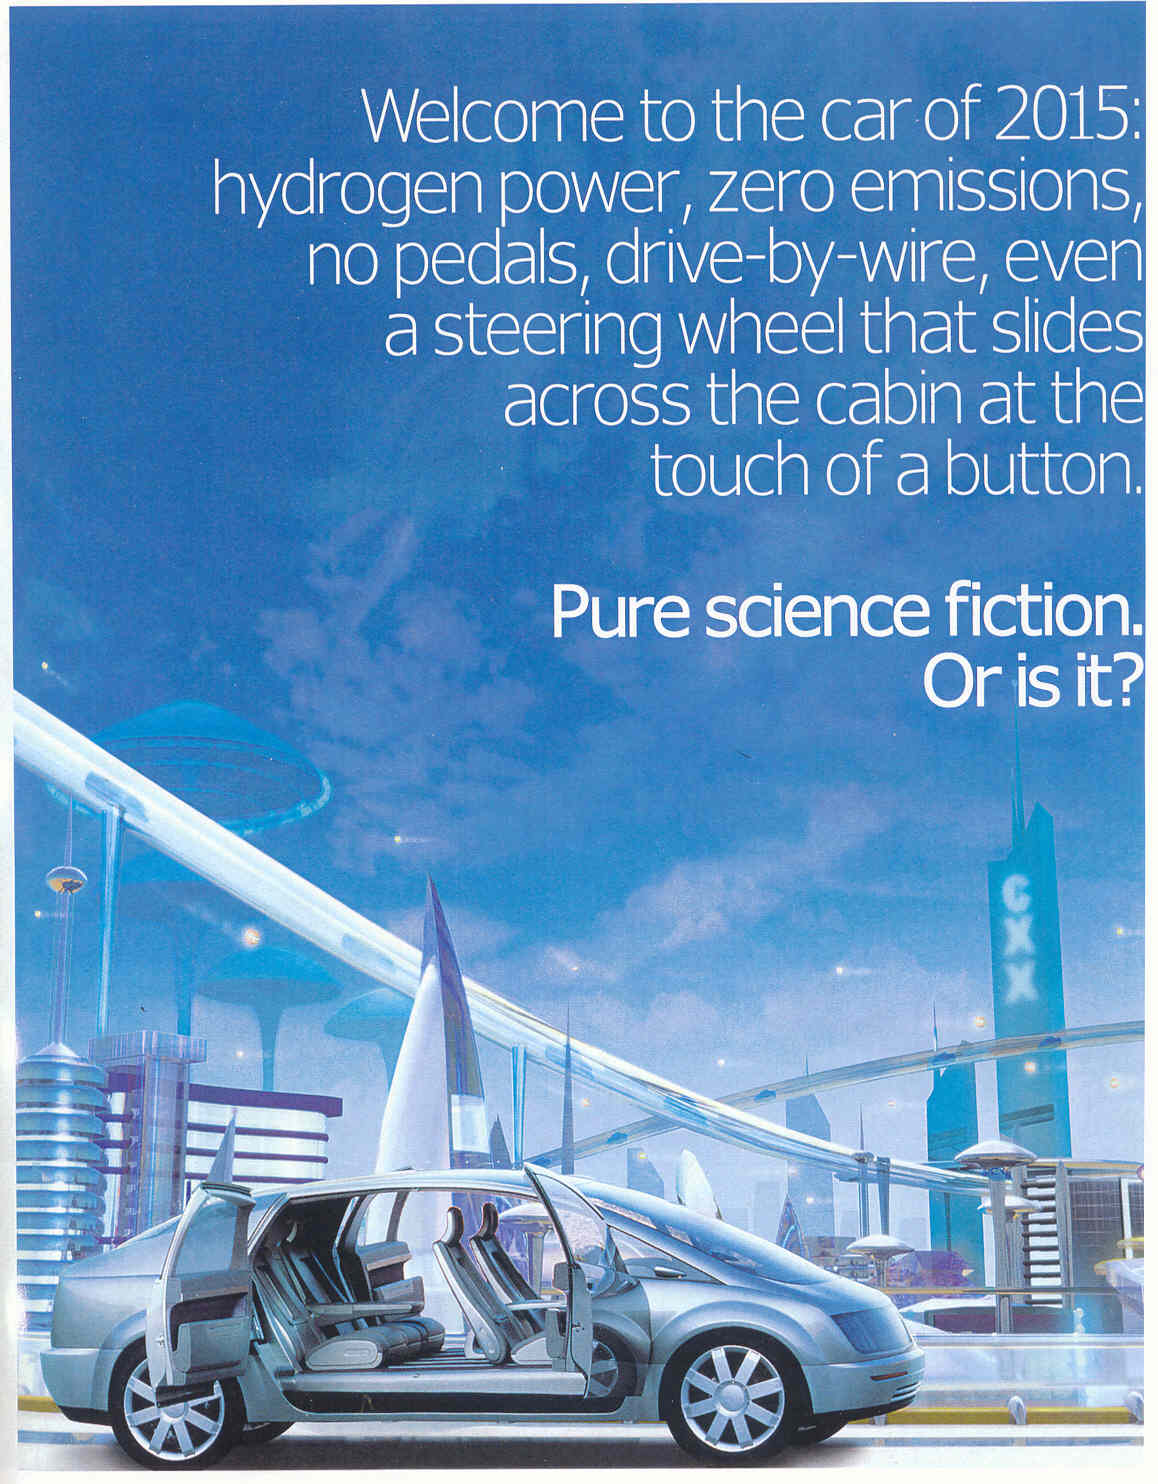 Welcome to the car of 2015:
hydrogen power, zero emissions,
no pedals, drive-by-wire, even
a steering wheel that slides
across the cabin at the
touch of a button.
Pure science fiction.
Or is it?
CXX